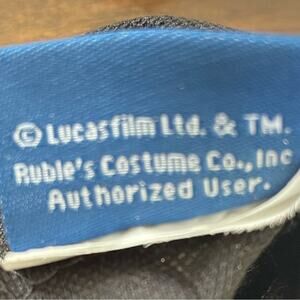 © Lucasfilm Ltd. & TM.
Rubie's Costume Co., Inc
Authorized User.